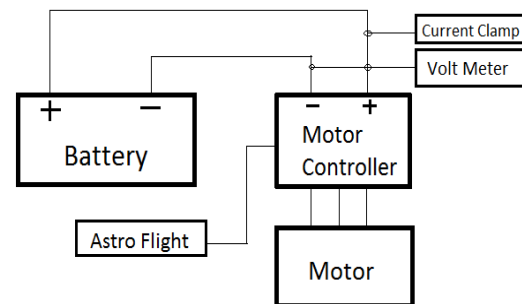 Current Clamp
Volt Meter
+ −
Battery
− +
Motor
Controller
Astro Flight
Motor